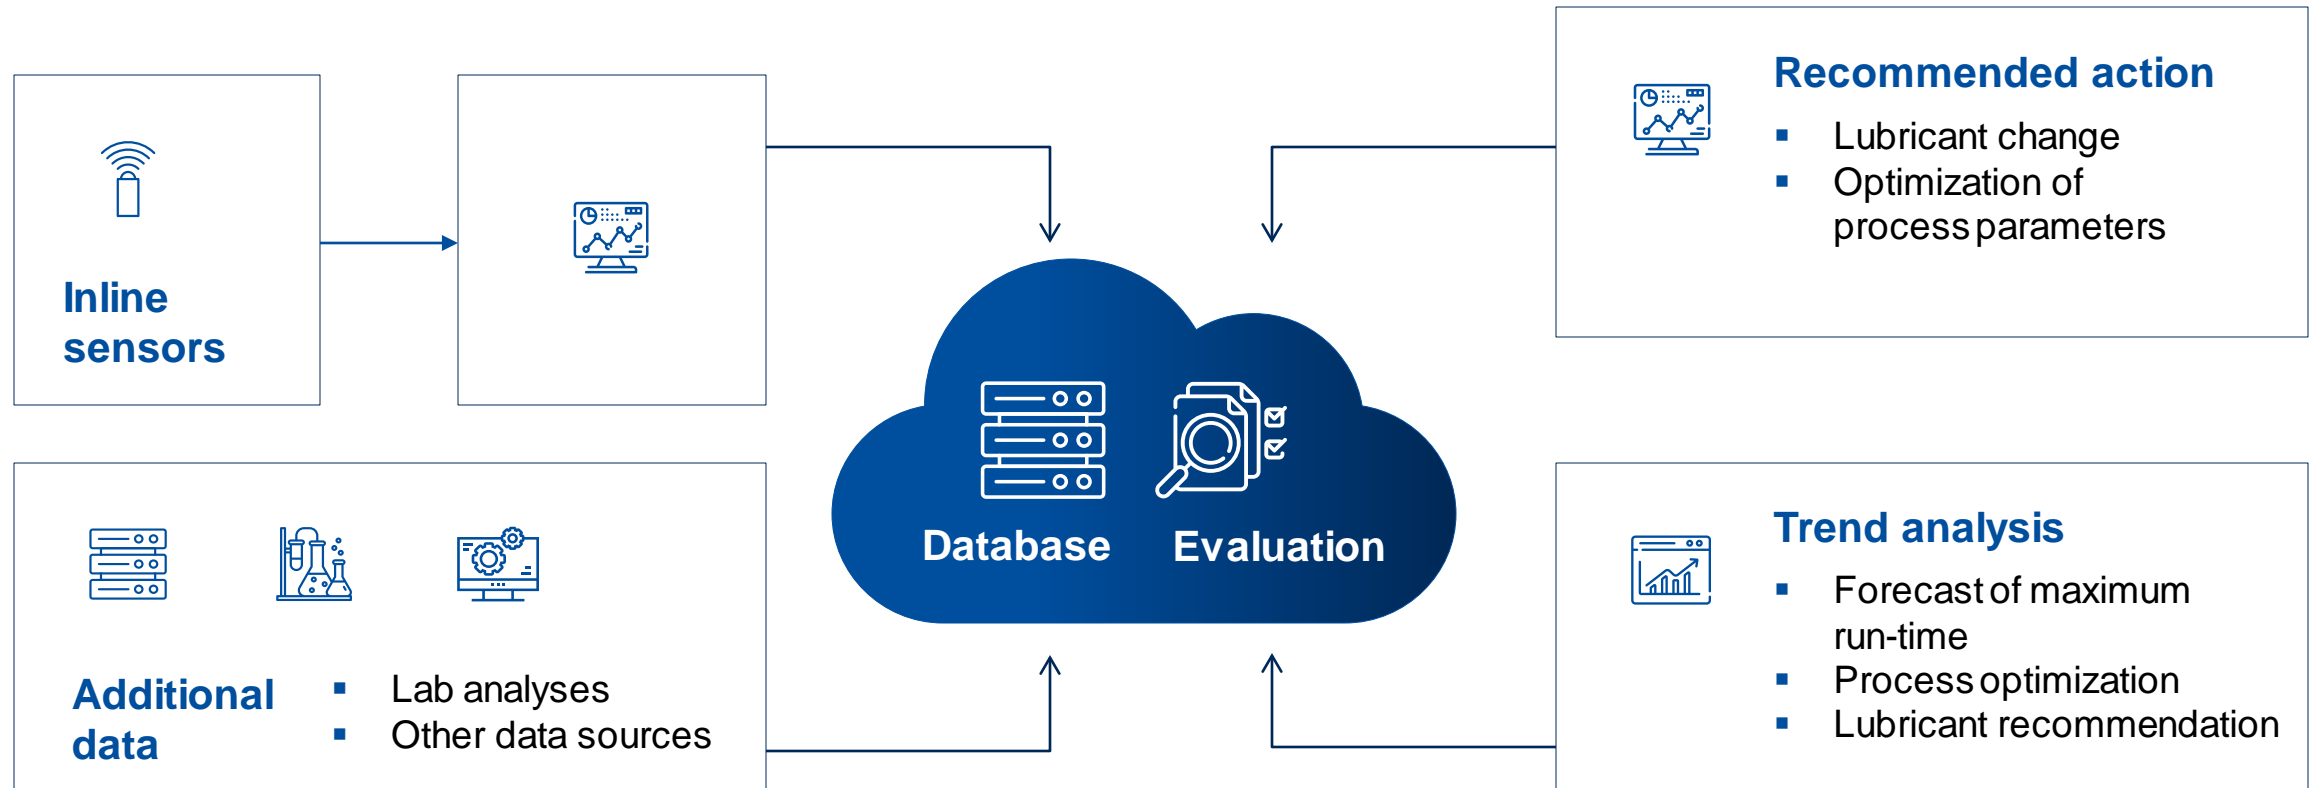 Inline
sensors
Additional
data
▪ Lab analyses
▪ Other data sources
Database
Evaluation
Recommended action
▪ Lubricant change
▪ Optimization of
process parameters
Trend analysis
▪ Forecast of maximum
run-time
▪ Process optimization
▪ Lubricant recommendation